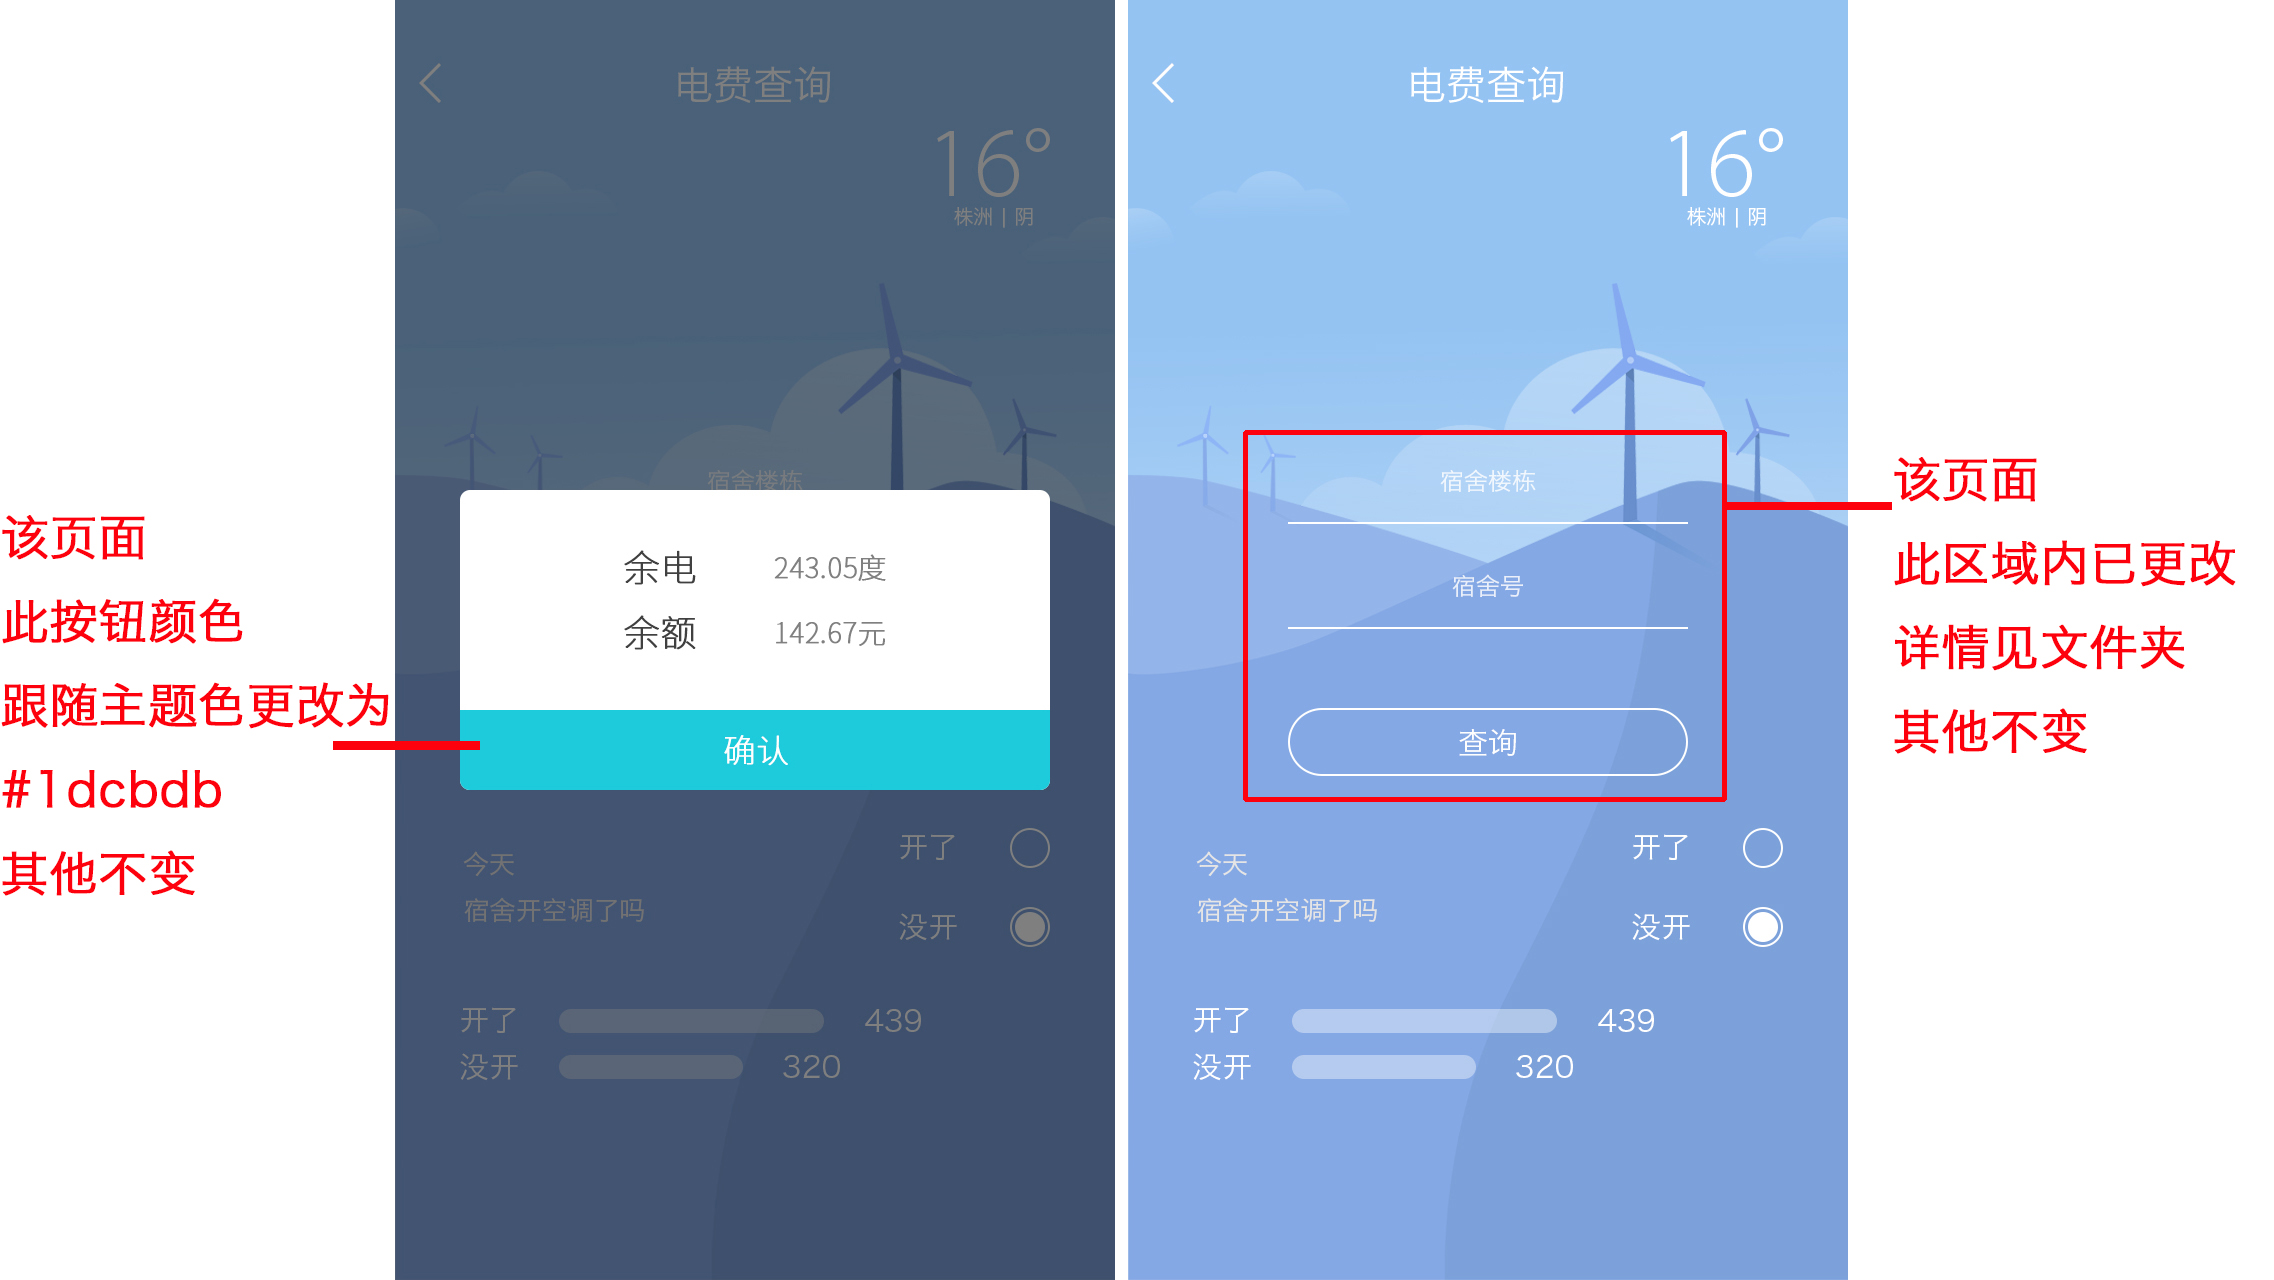 该页面
此按钮颜色
跟随主题色更改为
#1dcbdb
其他不变
电费查询
16°
株洲 | 阴
宿舍楼栋
余电 243.05度
余额 142.67元
确认
今天
宿舍开空调了吗
开了
没开
开了 439
没开 320
电费查询
16°
株洲 | 阴
宿舍楼栋
宿舍号
查询
今天
宿舍开空调了吗
开了
没开
开了 439
没开 320
该页面
此区域内已更改
详情见文件夹
其他不变